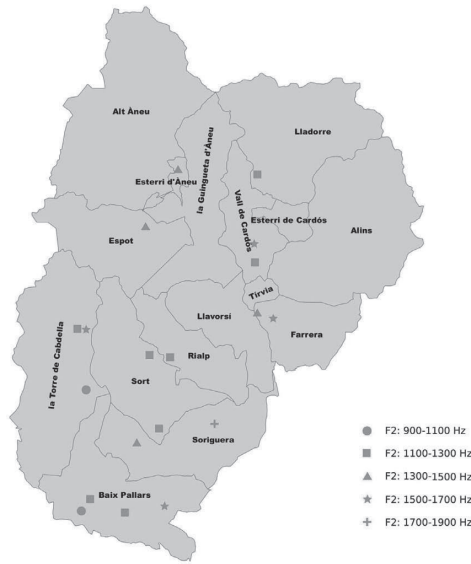 Alt Àneu
Lladorre
la Guingueta d'Àneu
Esterri d'Àneu
Vall de Cardós
Esterri de Cardós
Espot
Alins
Tírvia
Llavorsí
Farrera
la Torre de Cabdella
Rialp
Sort
Soriguera
Baix Pallars
F2: 900-1100 Hz
F2: 1100-1300 Hz
F2: 1300-1500 Hz
F2: 1500-1700 Hz
F2: 1700-1900 Hz